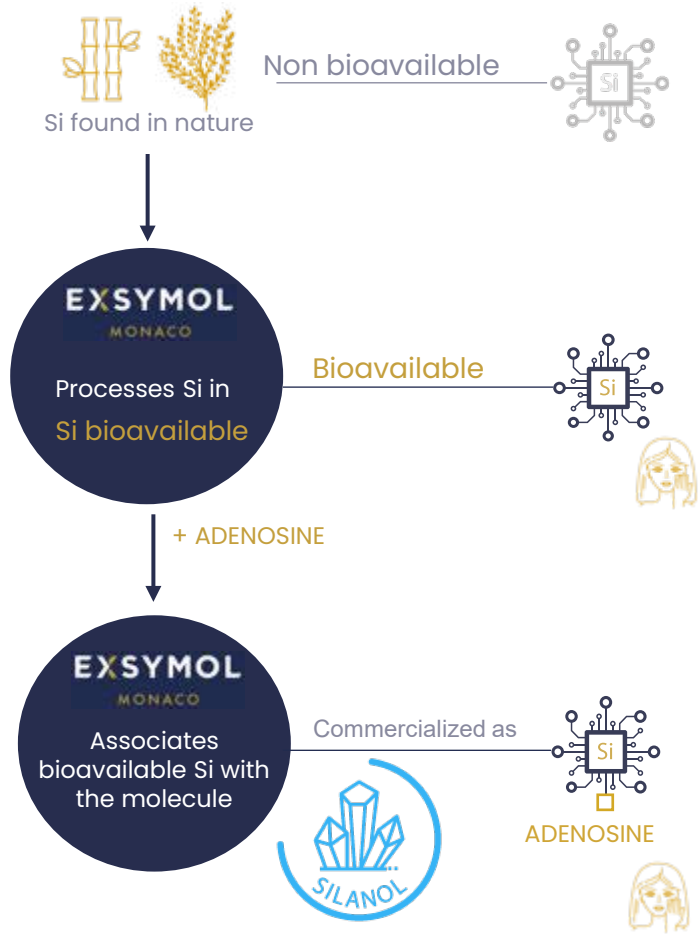 Non bioavailable
Si
Si found in nature
EXSYMOL
MONACO
Processes Si in
Si bioavailable
Bioavailable
Si
+ ADENOSINE
EXSYMOL
MONACO
Associates
bioavailable Si with
the molecule
Commercialized as
Si
ADENOSINE
SILANOL